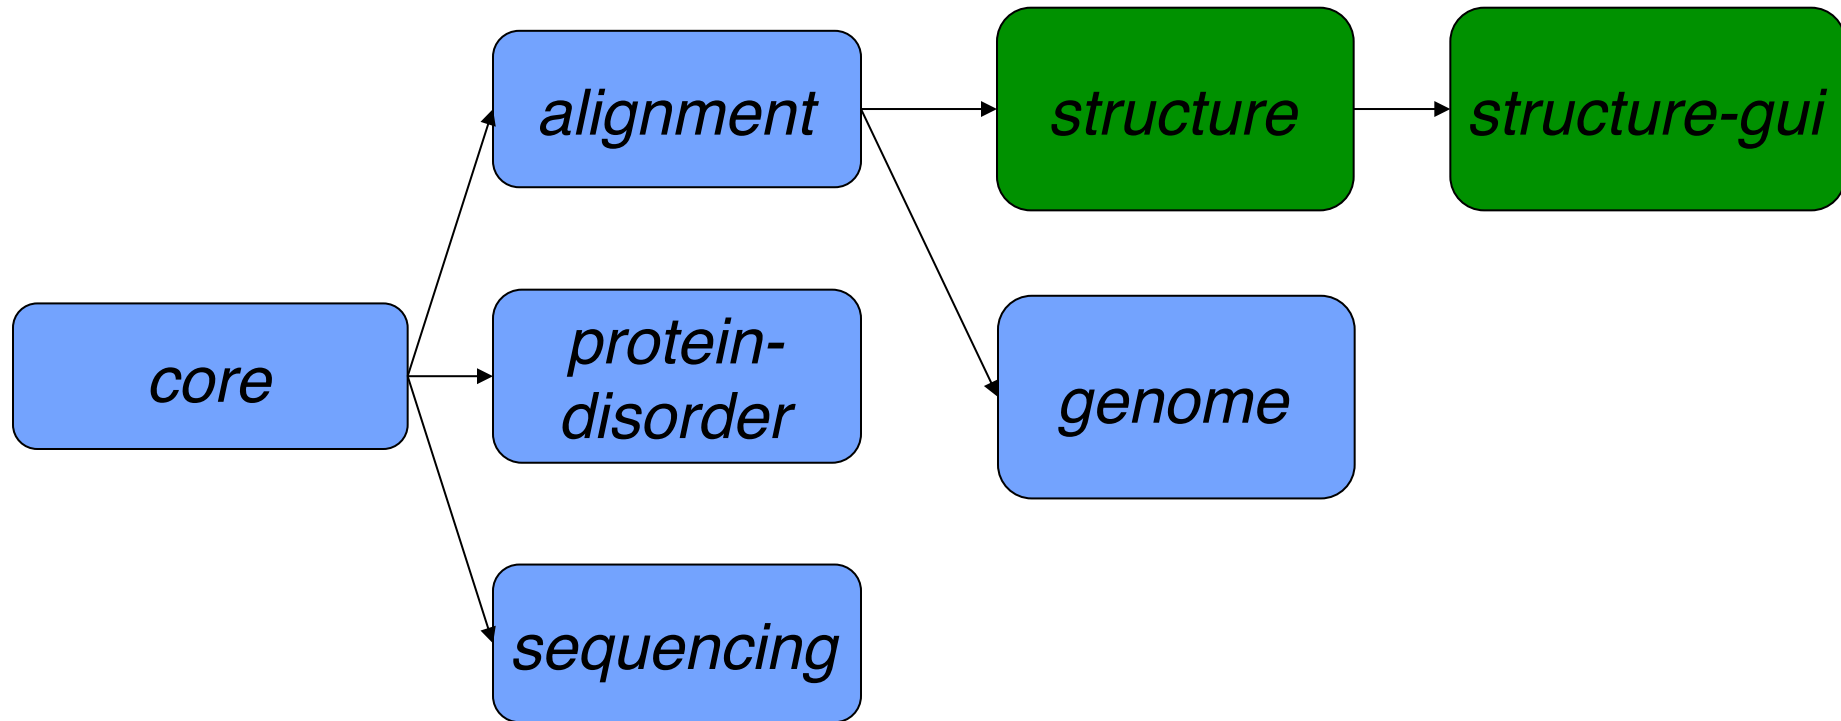 alignment
structure
structure-gui
core
protein-
disorder
genome
sequencing